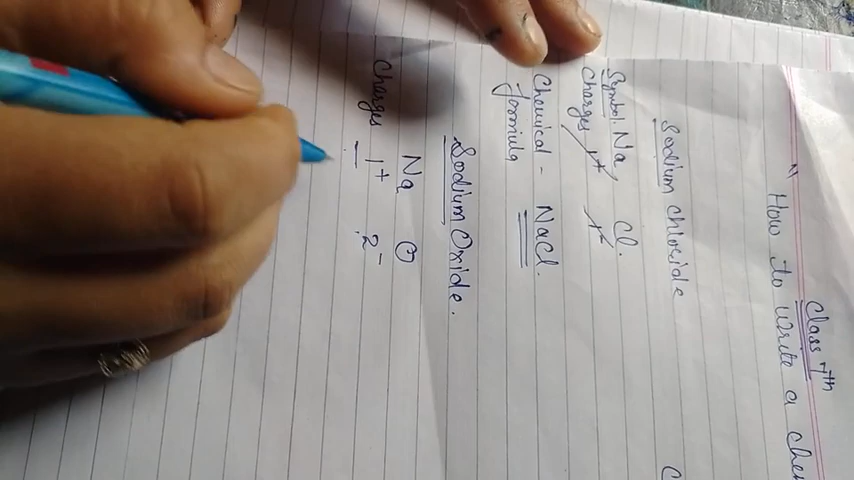 Class 7th
" How to write a chem
Sodium Chloride
Symbol. Na Cl.
Charges 1+ 1-
Chemical - NaCl.
formula
Sodium Oxide.
Na O
Charges 1+ 2-